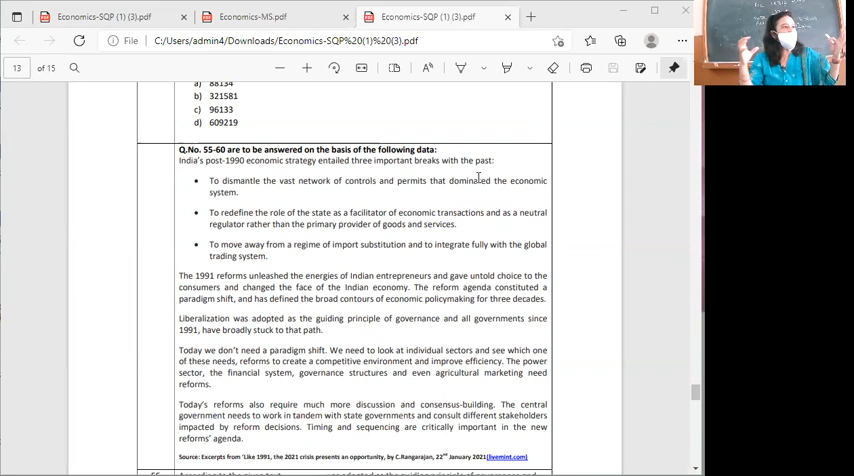 Economics-SQP (1) (3).pdf
Economics-MS.pdf
Economics-SQP (1) (3).pdf
File
C:/Users/admin4/Downloads/Economics-SQP%20(1)%20(3).pdf
13 of 15
a) 88134
b) 321581
c) 96133
d) 609219
Q.No. 55-60 are to be answered on the basis of the following data:
India's post-1990 economic strategy entailed three important breaks with the past:
• To dismantle the vast network of controls and permits that dominated the economic
system.
• To redefine the role of the state as a facilitator of economic transactions and as a neutral
regulator rather than the primary provider of goods and services.
• To move away from a regime of import substitution and to integrate fully with the global
trading system.
The 1991 reforms unleashed the energies of Indian entrepreneurs and gave untold choice to the
consumers and changed the face of the Indian economy. The reform agenda constituted a
paradigm shift, and has defined the broad contours of economic policymaking for three decades.
Liberalization was adopted as the guiding principle of governance and all governments since
1991, have broadly stuck to that path.
Today we don't need a paradigm shift. We need to look at individual sectors and see which one
of these needs, reforms to create a competitive environment and improve efficiency. The power
sector, the financial system, governance structures and even agricultural marketing need
reforms.
Today's reforms also require much more discussion and consensus-building. The central
government needs to work in tandem with state governments and consult different stakeholders
impacted by reform decisions. Timing and sequencing are critically important in the new
reforms' agenda.
Source: Excerpts from 'Like 1991, the 2021 crisis presents an opportunity, by C.Rangarajan, 22nd January 2021(livemint.com)